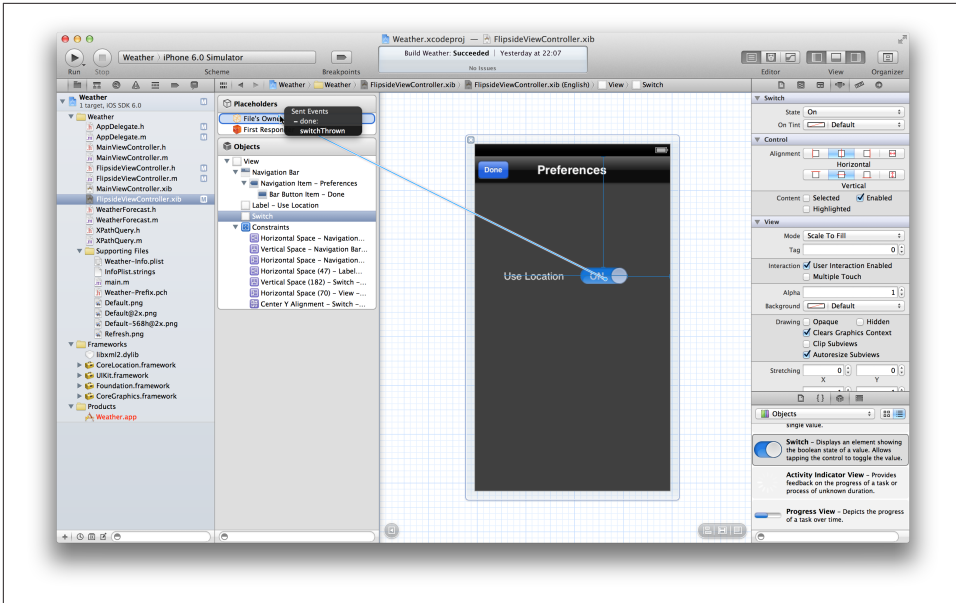 Weather.xcodeproj — FlipsideViewController.xib
Run Stop
Weather › iPhone 6.0 Simulator
Scheme
Breakpoints
Build Weather: Succeeded | Yesterday at 22:07
No Issues
Editor
View
Organizer
Weather › Weather › FlipsideViewController.xib › FlipsideViewController.xib (English) › View › Switch
Weather
1 target, iOS SDK 6.0
Weather
AppDelegate.h
AppDelegate.m
MainViewController.h
MainViewController.m
FlipsideViewController.h
FlipsideViewController.m
MainViewController.xib
FlipsideViewController.xib M
WeatherForecast.h
WeatherForecast.m
XPathQuery.h
XPathQuery.m
Supporting Files
Weather-Info.plist
InfoPlist.strings
main.m
Weather-Prefix.pch
Default.png
Default@2x.png
Default-568h@2x.png
Refresh.png
Frameworks
libxml2.dylib
CoreLocation.framework
UIKit.framework
Foundation.framework
CoreGraphics.framework
Products
Weather.app
Placeholders
File's Own
First Respon
Sent Events
done:
switchThrown
Objects
View
Navigation Bar
Navigation Item – Preferences
Bar Button Item – Done
Label – Use Location
Switch
Constraints
Horizontal Space – Navigation...
Vertical Space – Navigation Bar...
Horizontal Space – Navigation...
Horizontal Space (47) – Label...
Vertical Space (182) – Switch –...
Horizontal Space (70) – View –...
Center Y Alignment – Switch –...
Done
Preferences
Use Location
ON
Switch
State On
On Tint Default
Control
Alignment
Horizontal
Vertical
Content Selected Enabled
Highlighted
View
Mode Scale To Fill
Tag 0
Interaction User Interaction Enabled
Multiple Touch
Alpha 1
Background Default
Drawing Opaque Hidden
Clears Graphics Context
Clip Subviews
Autoresize Subviews
Stretching 0 0
X Y
Objects
single value.
Switch – Displays an element showing
the boolean state of a value. Allows
tapping the control to toggle the value.
Activity Indicator View – Provides
feedback on the progress of a task or
process of unknown duration.
Progress View – Depicts the progress
of a task over time.